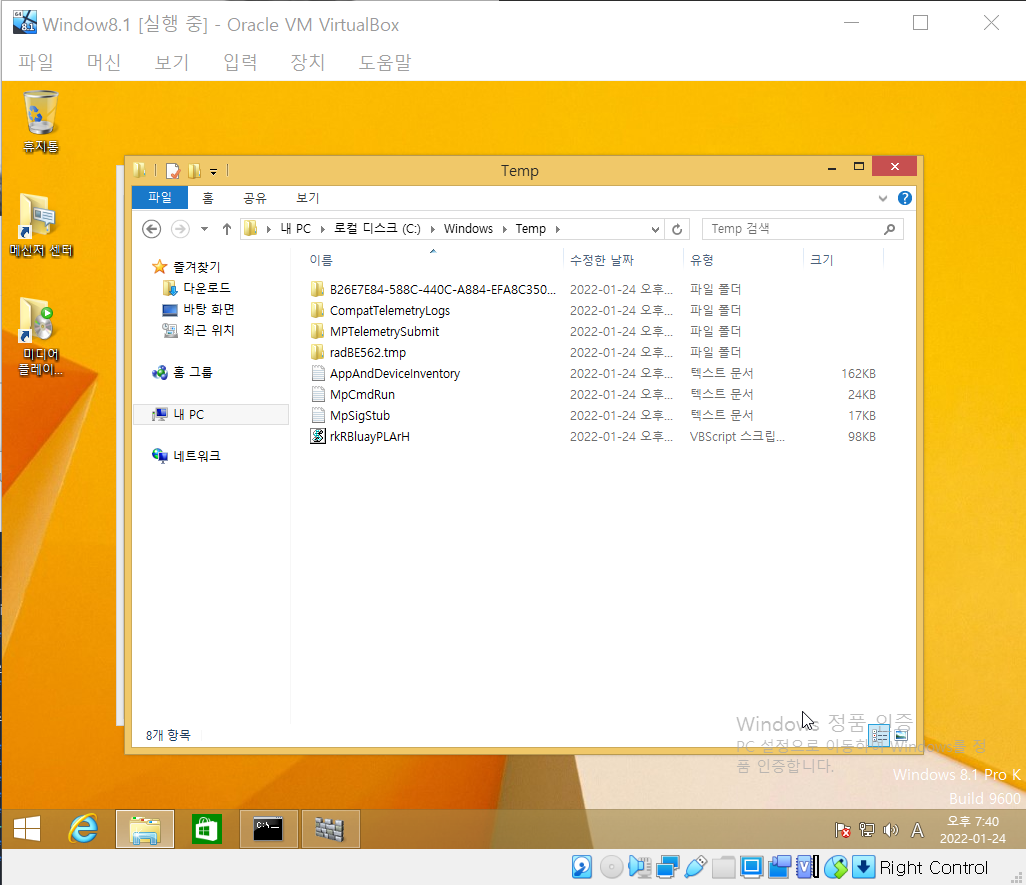 Window8.1 [실행 중] - Oracle VM VirtualBox
파일 머신 보기 입력 장치 도움말
휴지통
메신저 센터
미디어
플레이...
Temp
파일 홈 공유 보기
내 PC 로컬 디스크 (C:) Windows Temp
Temp 검색
즐겨찾기
다운로드
바탕 화면
최근 위치
홈 그룹
내 PC
네트워크
이름 수정한 날짜 유형 크기
B26E7E84-588C-440C-A884-EFA8C350... 2022-01-24 오후... 파일 폴더
CompatTelemetryLogs 2022-01-24 오후... 파일 폴더
MPTelemetrySubmit 2022-01-24 오후... 파일 폴더
radBE562.tmp 2022-01-24 오후... 파일 폴더
AppAndDeviceInventory 2022-01-24 오후... 텍스트 문서 162KB
MpCmdRun 2022-01-24 오후... 텍스트 문서 24KB
MpSigStub 2022-01-24 오후... 텍스트 문서 17KB
rkRBluayPLArH 2022-01-24 오후... VBScript 스크립... 98KB
8개 항목
Windows 정품 인증
PC 설정으로 이동하여 Windows를 정
품 인증합니다.
Windows 8.1 Pro K
Build 9600
A
오후 7:40
2022-01-24
Right Control